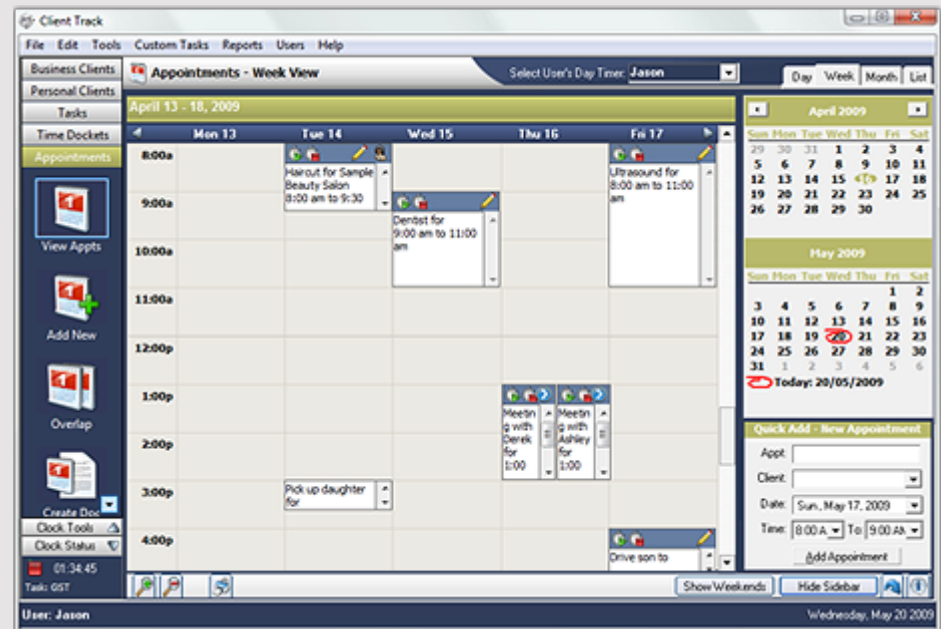 Client Track
File Edit Tools Custom Tasks Reports Users Help
Business Clients
Personal Clients
Tasks
Time Dockets
Appointments
View Appts
Add New
Overlap
Create Doc
Clock Tools
Clock Status
01:34:45
Task: GST
Appointments - Week View
Select User's Day Timer: Jason
Day Week Month List
April 13 - 18, 2009
Mon 13 Tue 14 Wed 15 Thu 16 Fri 17
8:00a
9:00a
10:00a
11:00a
12:00p
1:00p
2:00p
3:00p
4:00p
Haircut for Sample
Beauty Salon
8:00 am to 9:30
Dentist for
9:00 am to 11:00
am
Ultrasound for
8:00 am to 11:00
am
Meetin
g with
Derek
for
1:00
Meetin
g with
Ashley
for
1:00
Pick up daughter
for
Drive son to
April 2009
Sun Mon Tue Wed Thu Fri Sat
29 30 31 1 2 3 4
5 6 7 8 9 10 11
12 13 14 15 17 18
19 20 21 22 23 24 25
26 27 28 29 30
May 2009
Sun Mon Tue Wed Thu Fri Sat
1 2
3 4 5 6 7 8 9
10 11 12 13 14 15 16
17 18 19 20 21 22 23
24 25 26 27 28 29 30
31 1 2 3 4 5 6
Today: 20/05/2009
Quick Add - New Appointment
Appt:
Client:
Date: Sun, May 17, 2009
Time: 8:00 A To 9:00 AM
Add Appointment
Show Weekends
Hide Sidebar
User: Jason
Wednesday, May 20 2009